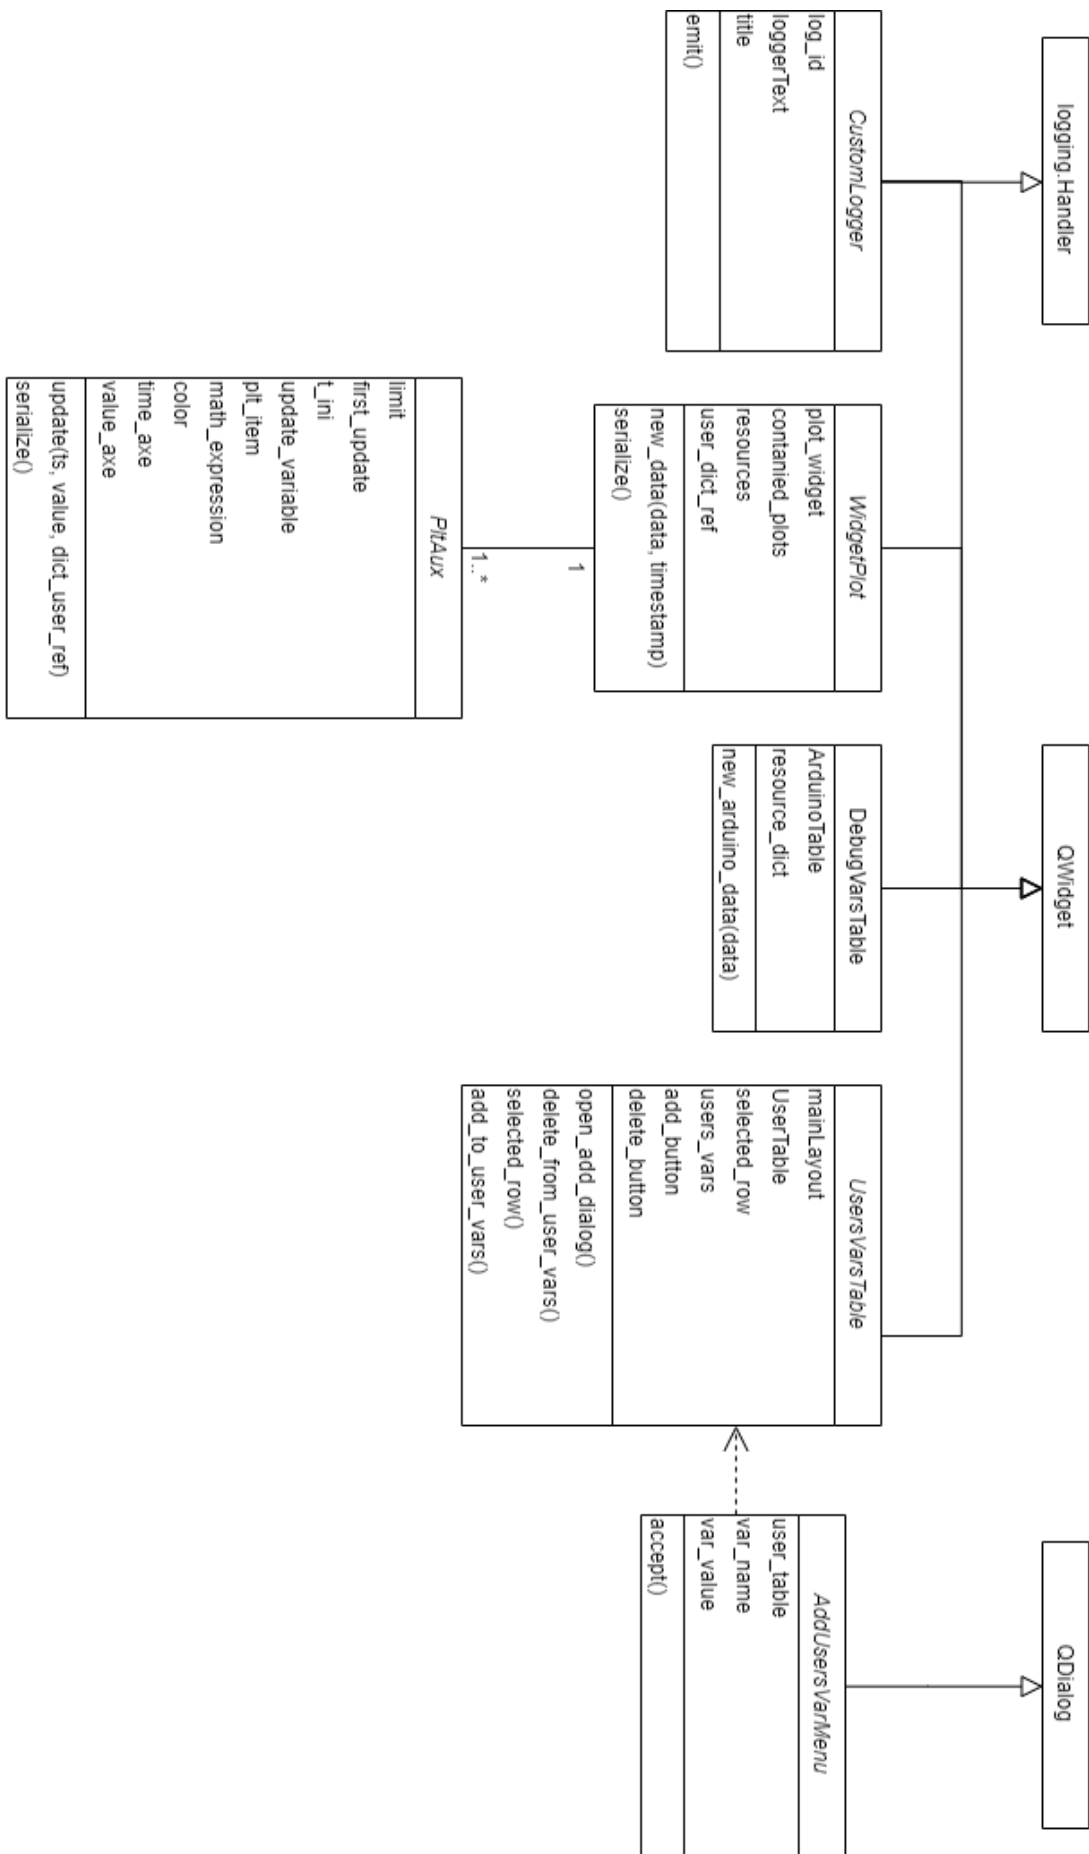 logging.Handler
QWidget
QDialog
CustomLogger
log_id
loggerText
title
emit()
WidgetPlot
plot_widget
contanied_plots
resources
user_dict_ref
new_data(data, timestamp)
serialize()
1
1..*
PltAux
limit
first_update
t_ini
update_variable
plt_item
math_expression
color
time_axe
value_axe
update(ts, value, dict_user_ref)
serialize()
DebugVarsTable
ArduinoTable
resource_dict
new_arduino_data(data)
UsersVarsTable
mainLayout
UserTable
selected_row
users_vars
add_button
delete_button
open_add_dialog()
delete_from_user_vars()
selected_row()
add_to_user_vars()
AddUsersVarMenu
user_table
var_name
var_value
accept()